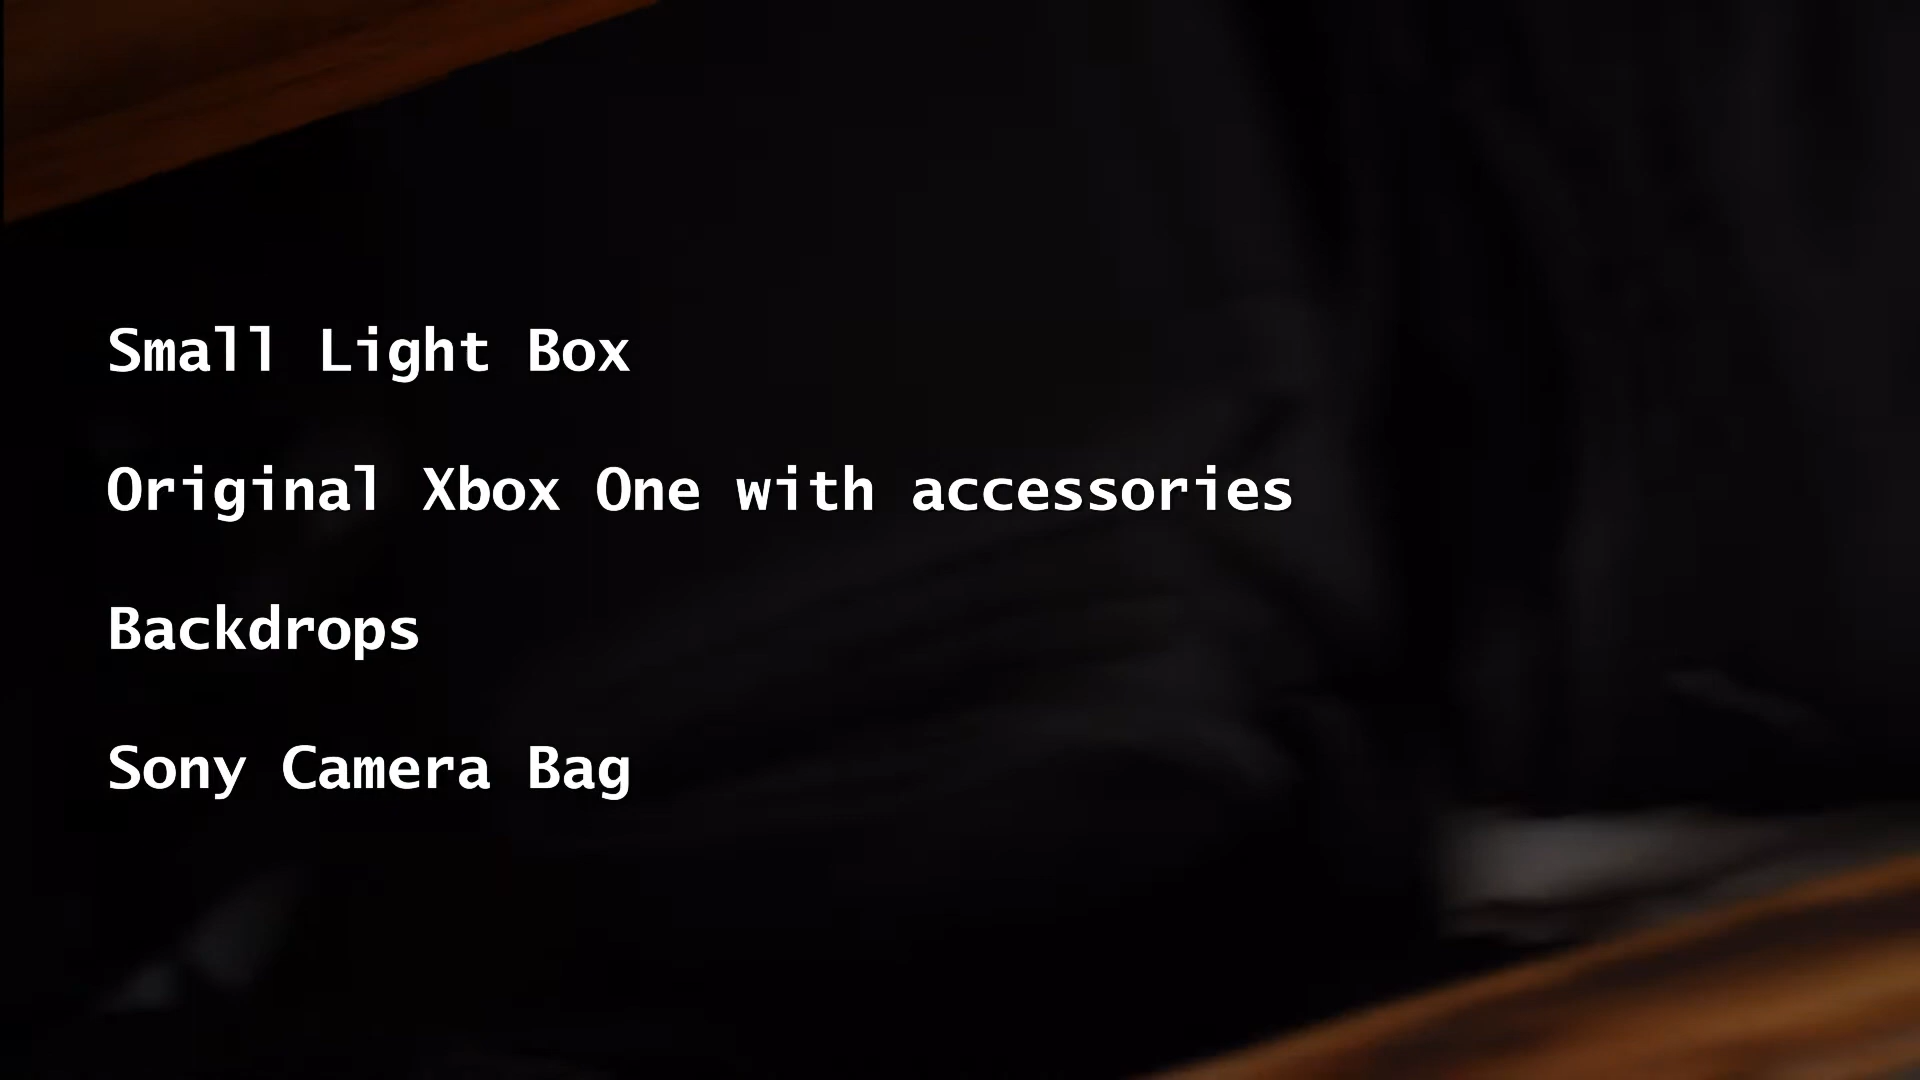 Small Light Box
Original Xbox One with accessories
Backdrops
Sony Camera Bag